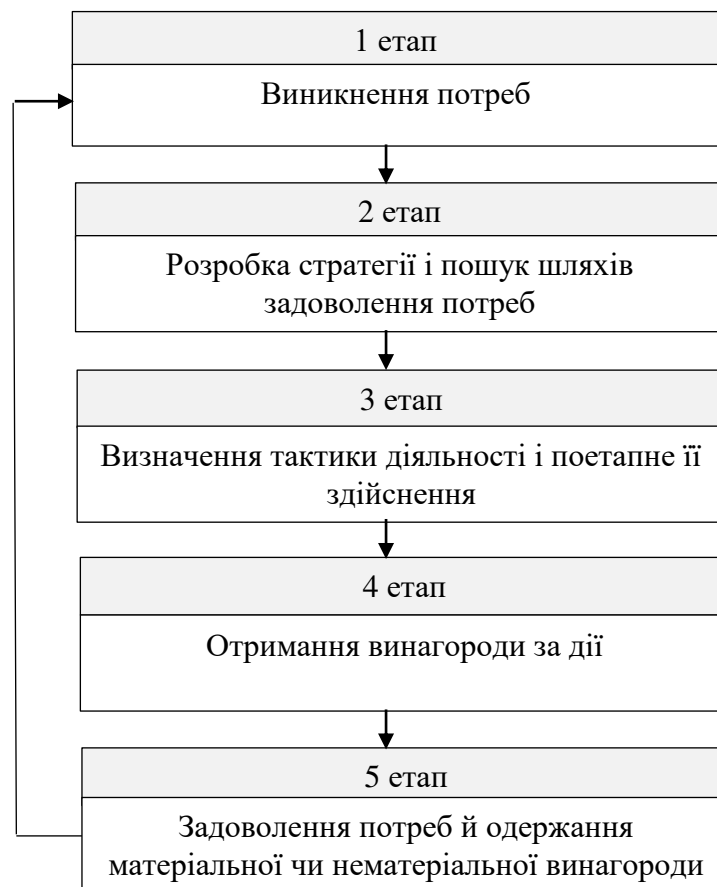 1 етап
Виникнення потреб
2 етап
Розробка стратегії і пошук шляхів
задоволення потреб
3 етап
Визначення тактики діяльності і поетапне її
здійснення
4 етап
Отримання винагороди за дії
5 етап
Задоволення потреб й одержання
матеріальної чи нематеріальної винагороди